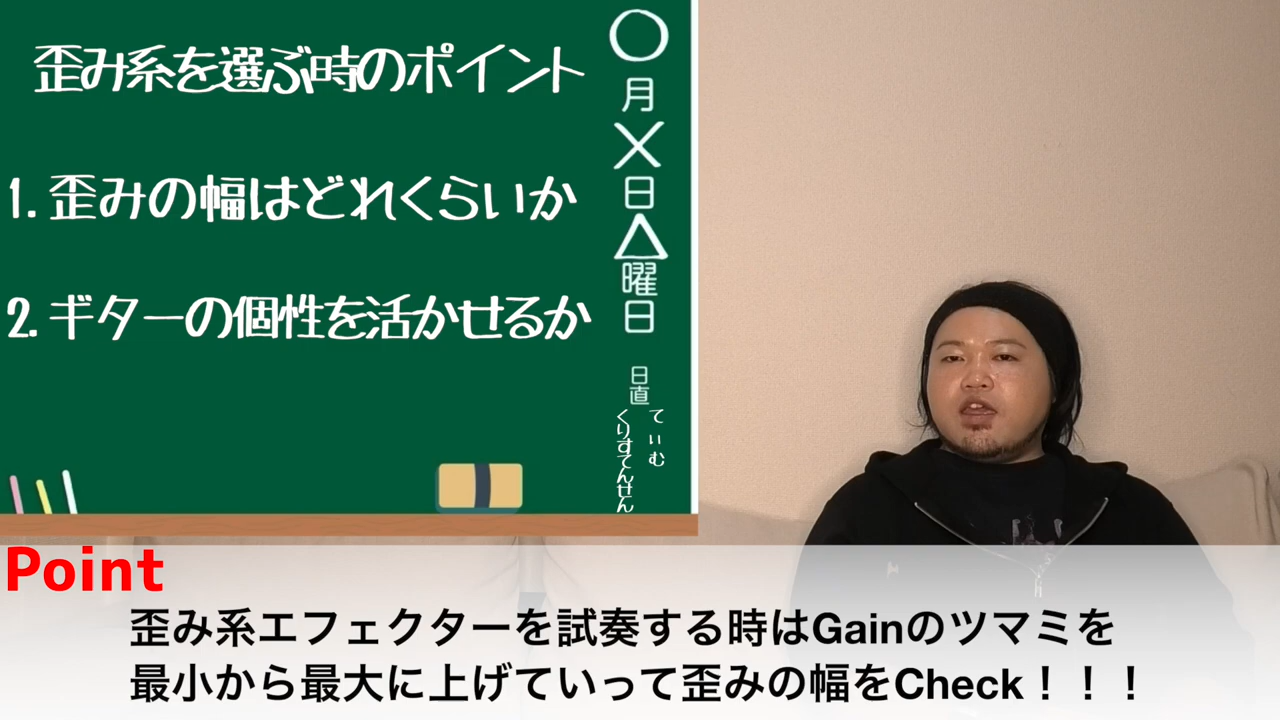 歪み系を選ぶ時のポイント
1. 歪みの幅はどれくらいか
2. ギターの個性を活かせるか
〇月×日△曜日
日直
てぃむ
くりすてんせん
Point
歪み系エフェクターを試奏する時はGainのツマミを
最小から最大に上げていって歪みの幅をCheck！！！